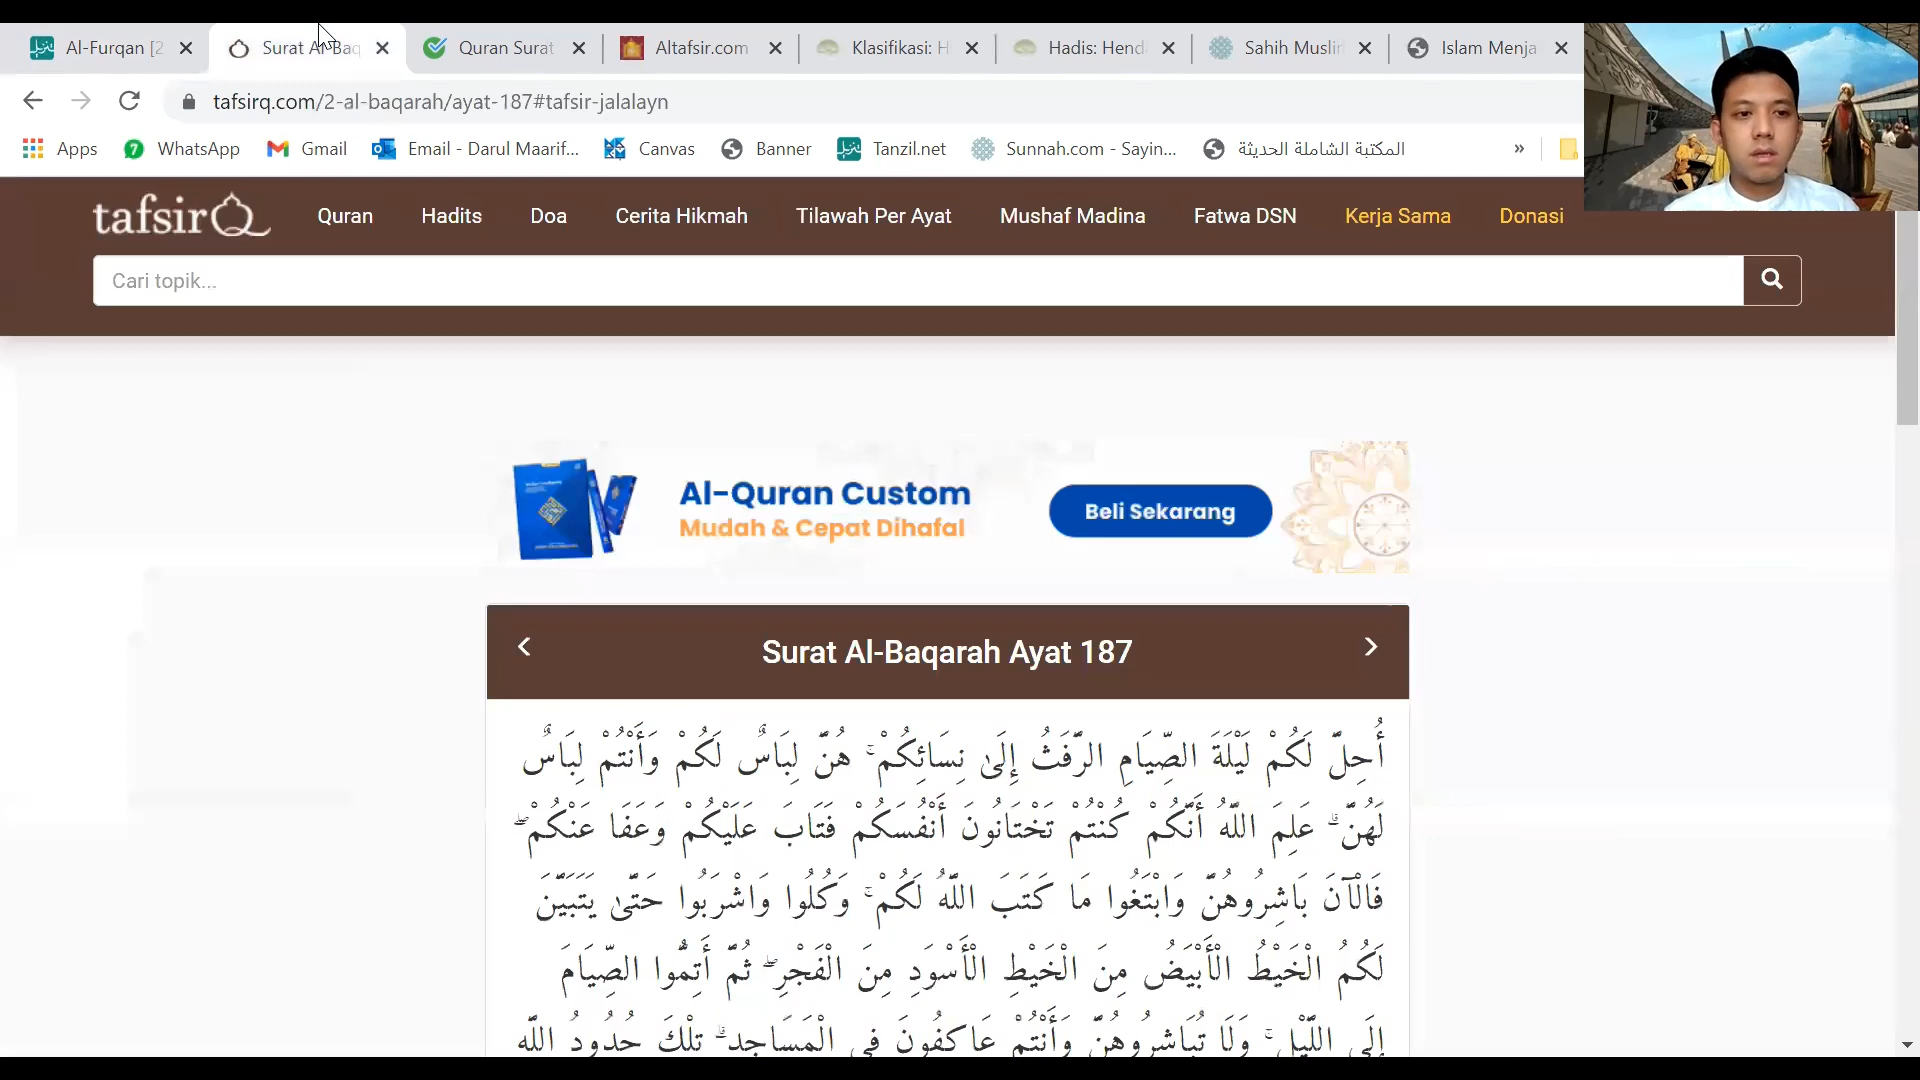 Al-Furqan [2
Surat Al-Baq
Quran Surat
Altafsir.com
Klasifikasi: H
Hadis: Henda
Sahih Muslim
Islam Menja
tafsirq.com/2-al-baqarah/ayat-187#tafsir-jalalayn
Apps
WhatsApp
Gmail
Email - Darul Maarif...
Canvas
Banner
Tanzil.net
Sunnah.com - Sayin...
المكتبة الشاملة الحديثة
»
tafsirQ
Quran
Hadits
Doa
Cerita Hikmah
Tilawah Per Ayat
Mushaf Madina
Fatwa DSN
Kerja Sama
Donasi
Cari topik...
Al-Quran Custom
Mudah & Cepat Dihafal
Beli Sekarang
Surat Al-Baqarah Ayat 187
أُحِلَّ لَكُمْ لَيْلَةَ الصِّيَامِ الرَّفَثُ إِلَىٰ نِسَائِكُمْ ۚ هُنَّ لِبَاسٌ لَكُمْ وَأَنْتُمْ لِبَاسٌ
لَهُنَّ ۗ عَلِمَ اللَّهُ أَنَّكُمْ كُنْتُمْ تَخْتَانُونَ أَنْفُسَكُمْ فَتَابَ عَلَيْكُمْ وَعَفَا عَنْكُمْ ۖ
فَالْآنَ بَاشِرُوهُنَّ وَابْتَغُوا مَا كَتَبَ اللَّهُ لَكُمْ ۚ وَكُلُوا وَاشْرَبُوا حَتَّىٰ يَتَبَيَّنَ
لَكُمُ الْخَيْطُ الْأَبْيَضُ مِنَ الْخَيْطِ الْأَسْوَدِ مِنَ الْفَجْرِ ۖ ثُمَّ أَتِمُّوا الصِّيَامَ
إِلَى اللَّيْلِ ۚ وَلَا تُبَاشِرُوهُنَّ وَأَنْتُمْ عَاكِفُونَ فِي الْمَسَاجِدِ ۗ تِلْكَ حُدُودُ اللَّهِ